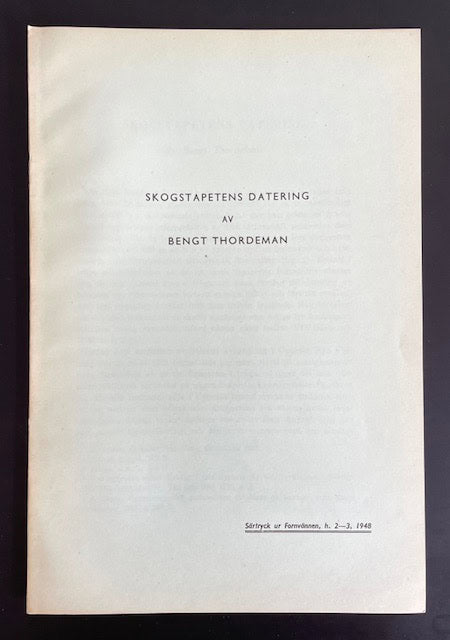 SKOGSTAPETENS DATERING
AV
BENGT THORDEMAN
Särtryck ur Fornvännen, h. 2—3, 1948